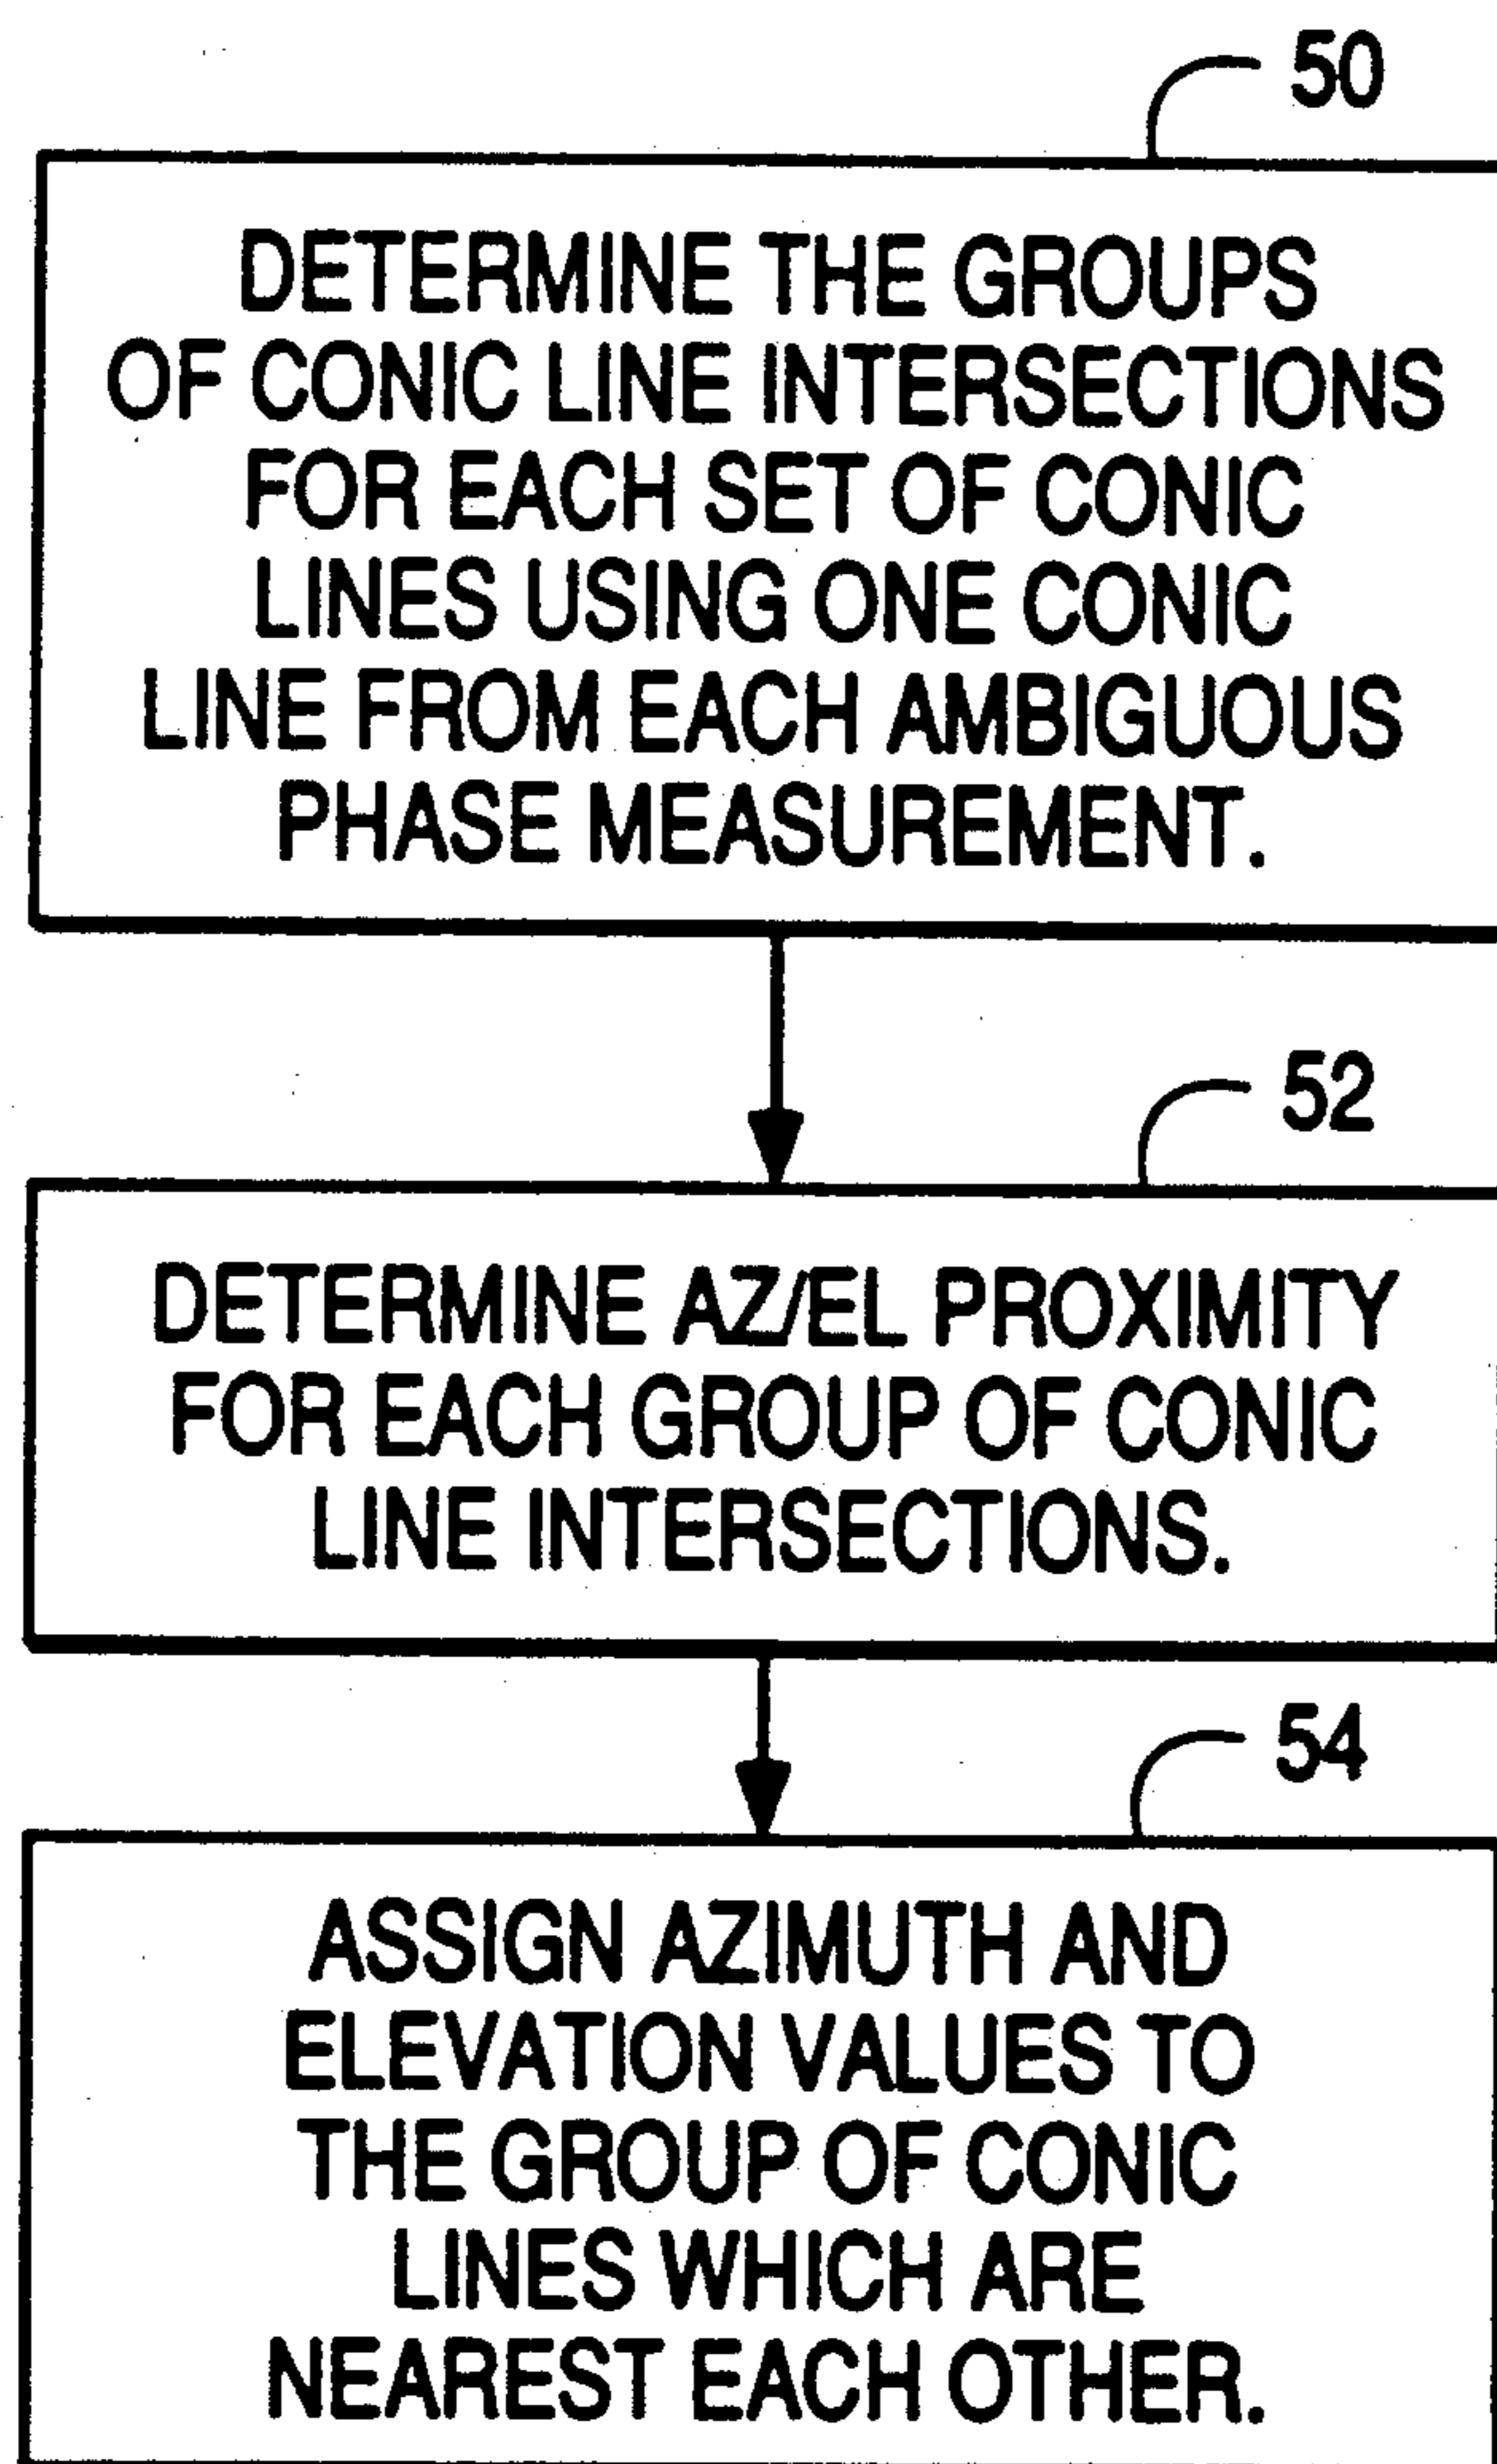 50
DETERMINE THE GROUPS
OF CONIC LINE INTERSECTIONS
FOR EACH SET OF CONIC
LINES USING ONE CONIC
LINE FROM EACH AMBIGUOUS
PHASE MEASUREMENT.
52
DETERMINE AZ/EL PROXIMITY
FOR EACH GROUP OF CONIC
LINE INTERSECTIONS.
54
ASSIGN AZIMUTH AND
ELEVATION VALUES TO
THE GROUP OF CONIC
LINES WHICH ARE
NEAREST EACH OTHER.